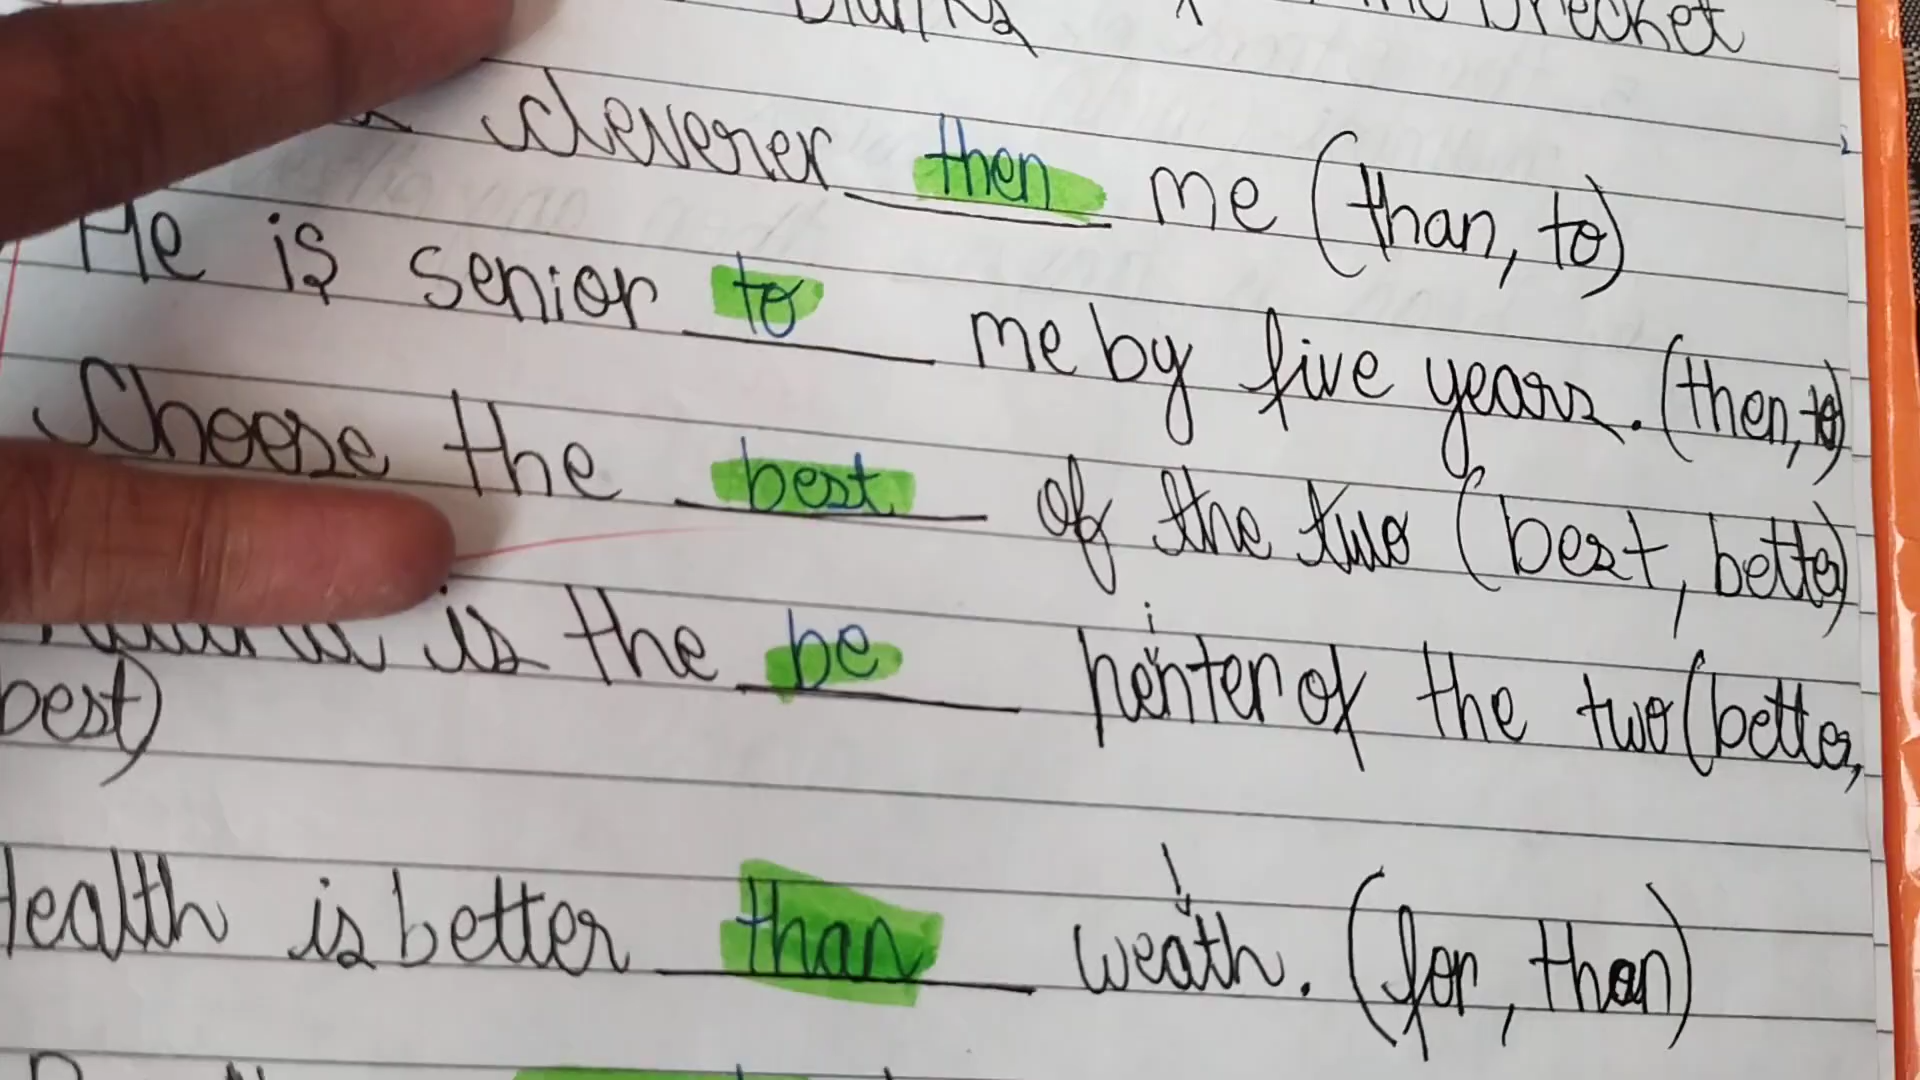 cleverer then me (than, to)
He is senior to me by five years. (then, to)
Choose the best of the two (best, better)
is the be of the two (better,
best)
Health is better than weath. (for, than)